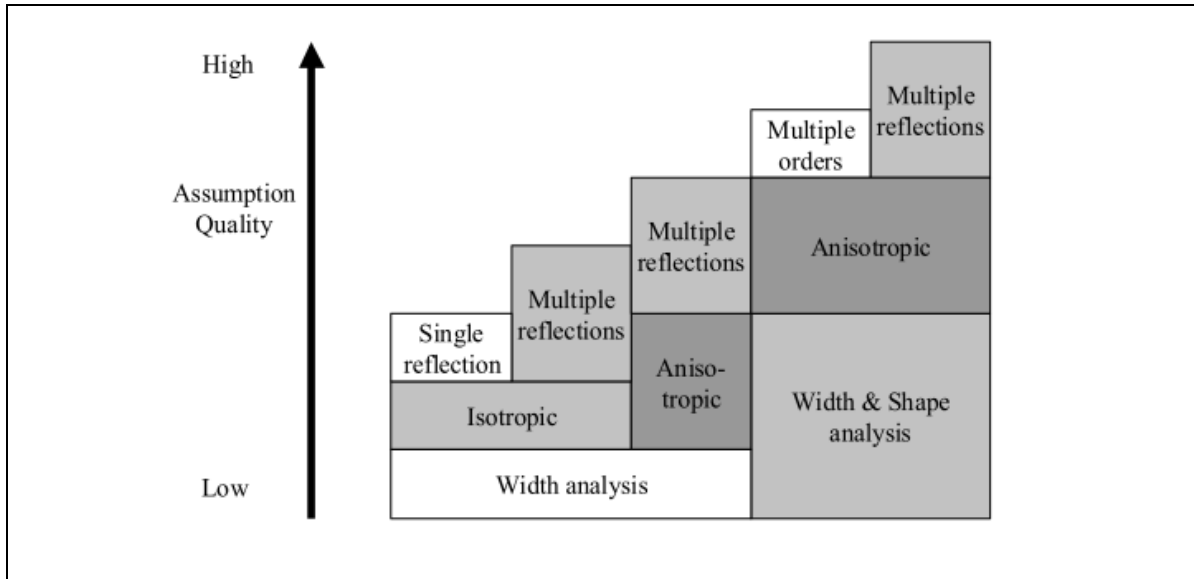 High
Assumption
Quality
Low
Multiple
reflections
Multiple
orders
Multiple
reflections
Anisotropic
Multiple
reflections
Single
reflection
Aniso-
tropic
Isotropic
Width & Shape
analysis
Width analysis